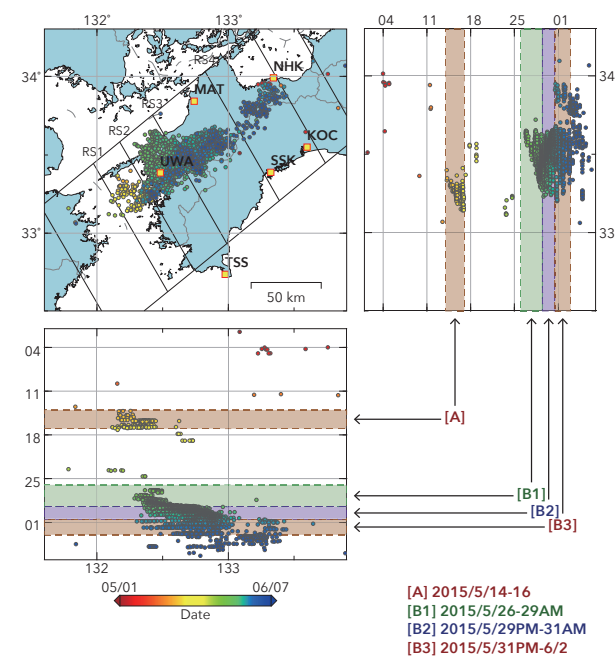 132° 133° 04 11 18 25 01
34°
NHK
RS4
MAT
RS3
RS2
KOC
RS1
UWA
SSK
33°
TSS
50 km
34
33
04
11
18
25
01
132 133
[A]
[B1]
[B2]
[B3]
05/01 06/07
Date
[A] 2015/5/14-16
[B1] 2015/5/26-29AM
[B2] 2015/5/29PM-31AM
[B3] 2015/5/31PM-6/2